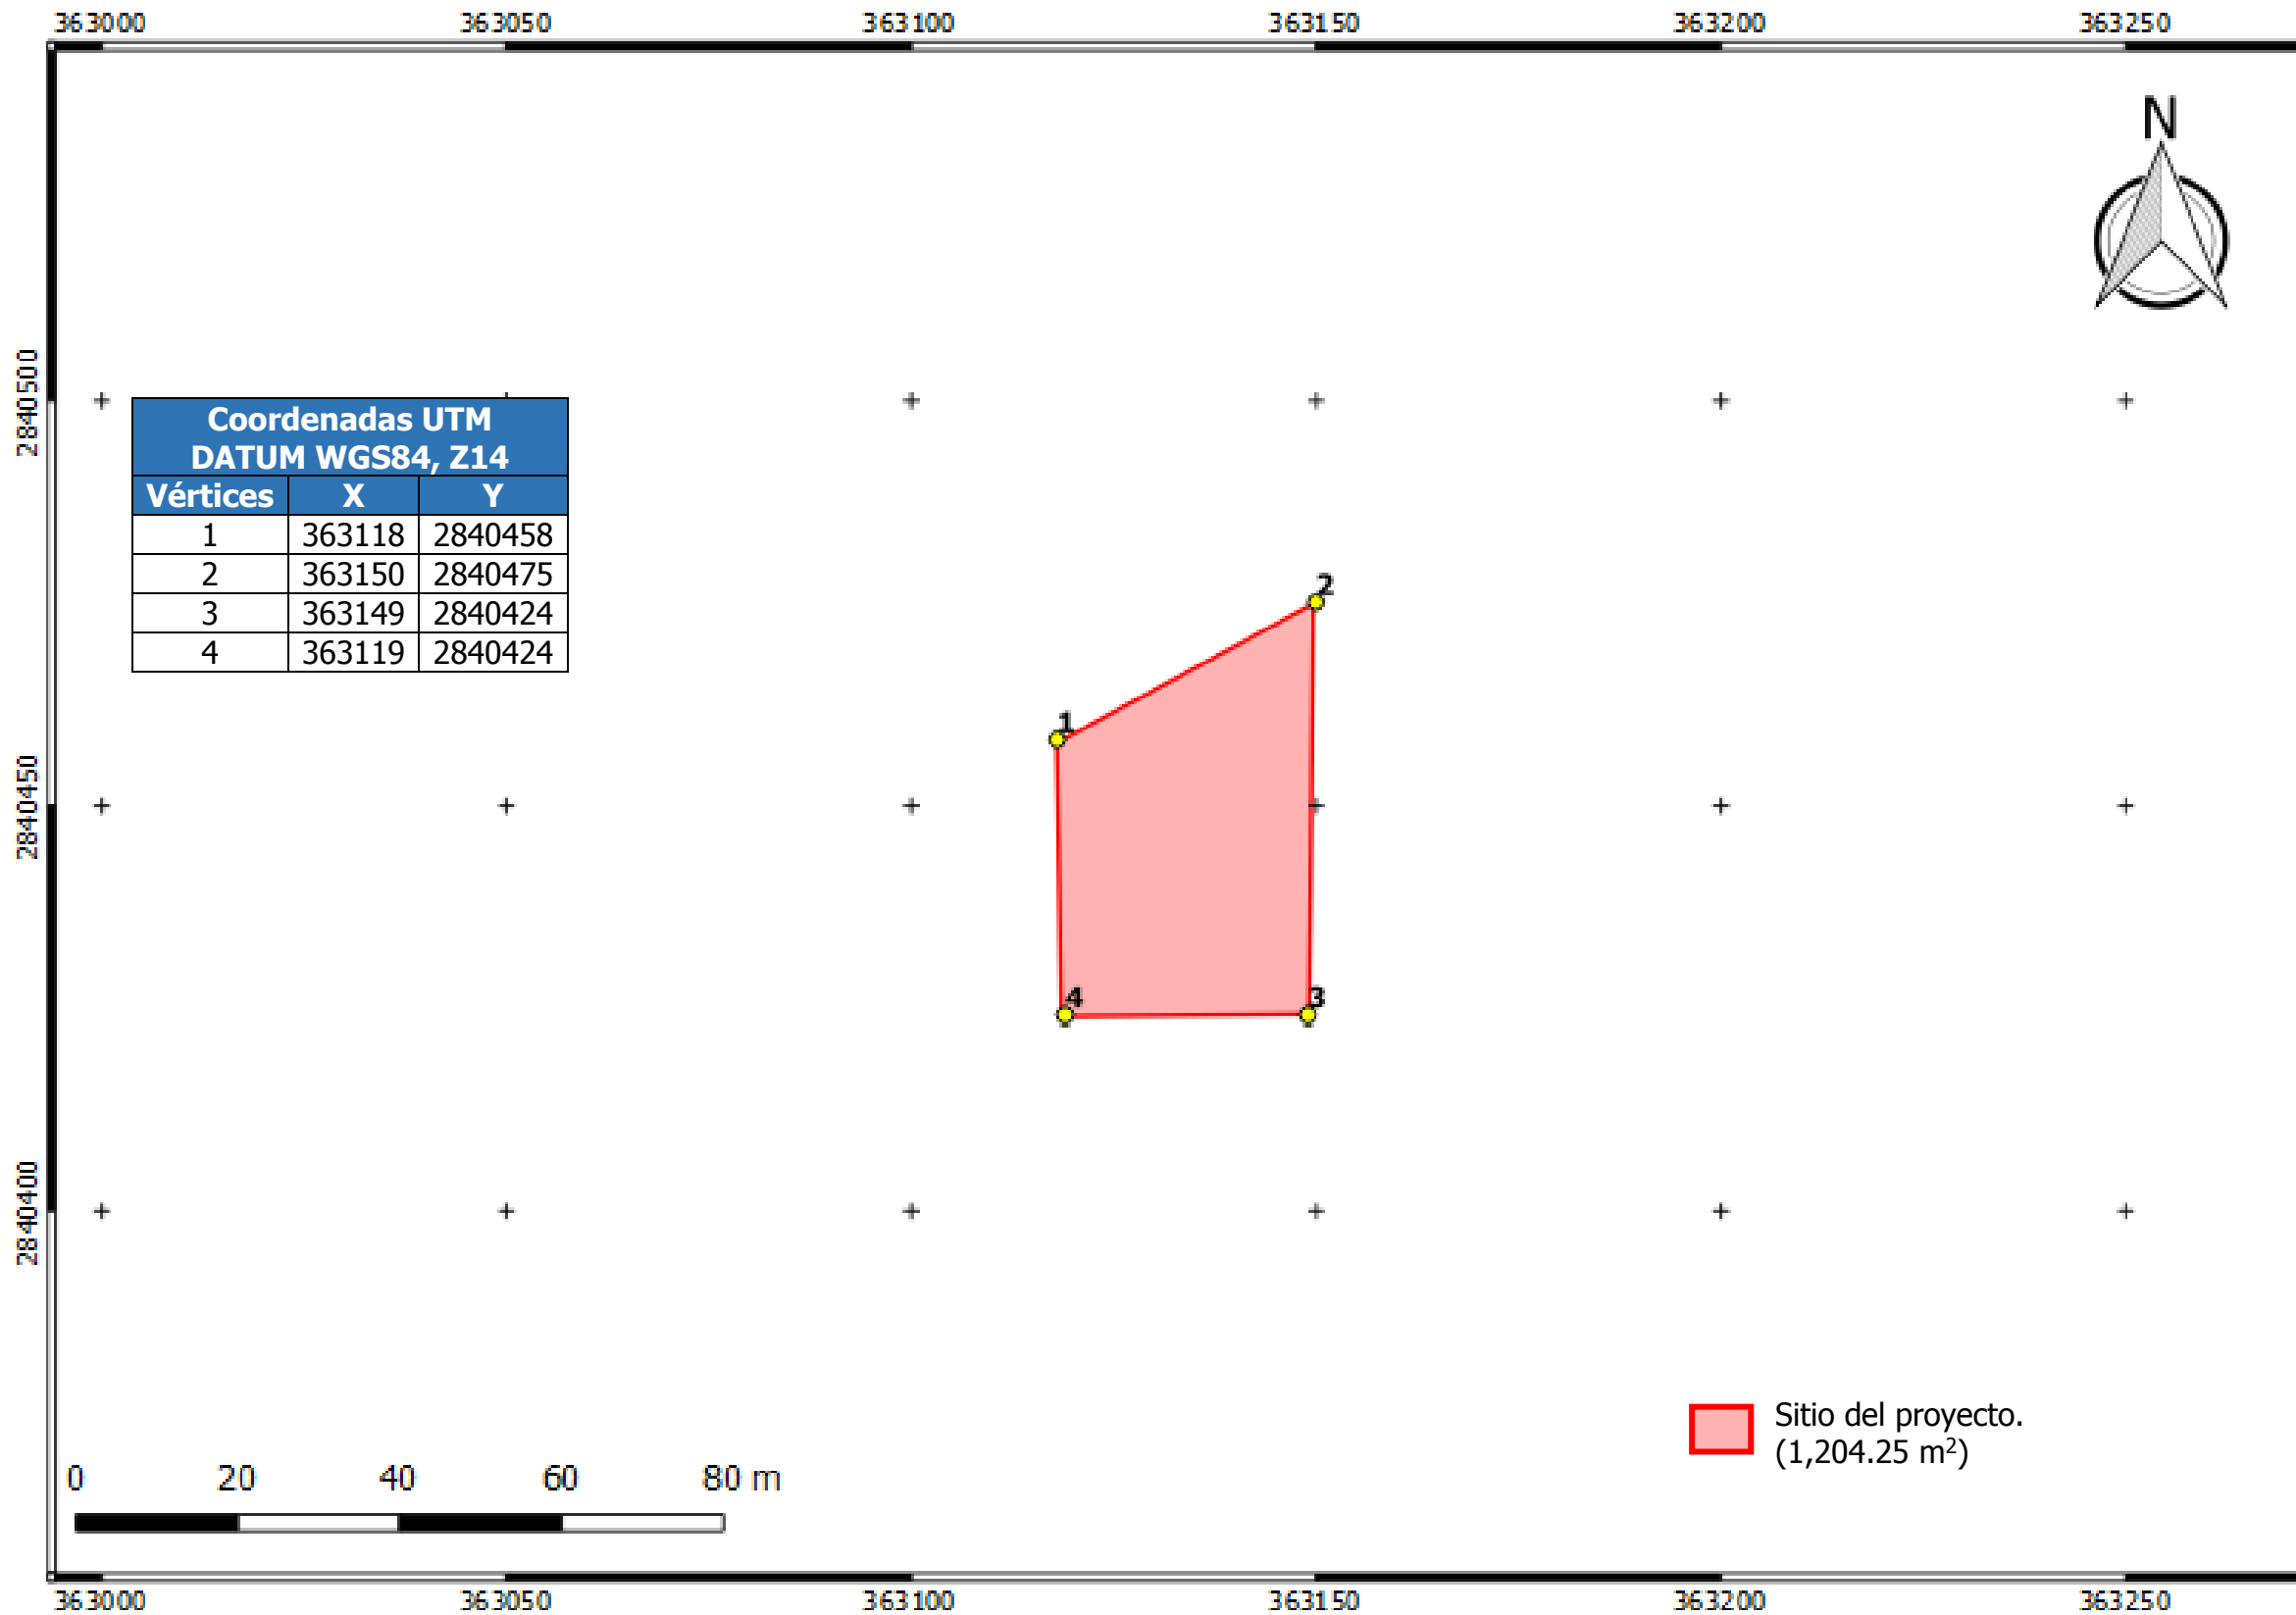 363000 363050 363100 363150 363200 363250
N
2840500
Coordenadas UTM
DATUM WGS84, Z14
Vértices X Y
1 363118 2840458
2 363150 2840475
3 363149 2840424
4 363119 2840424
2
1
2840450
4 3
2840400
Sitio del proyecto.
(1,204.25 m²)
0 20 40 60 80 m
363000 363050 363100 363150 363200 363250